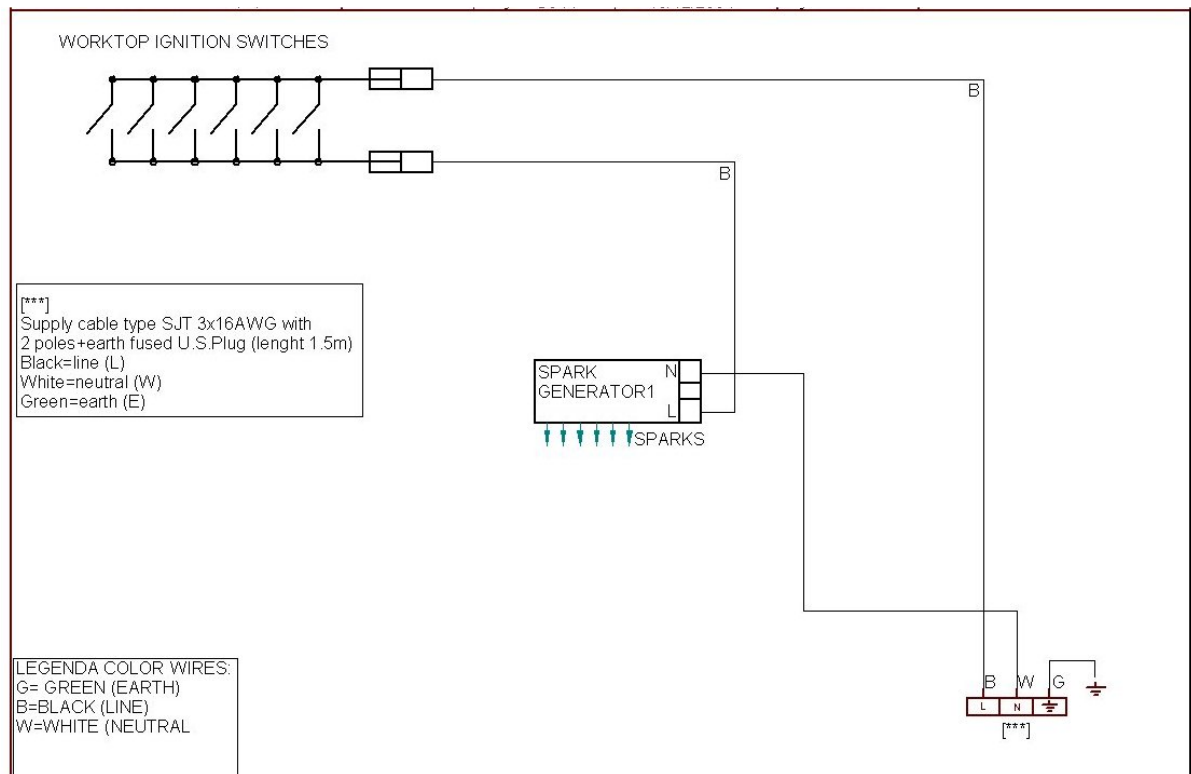 WORKTOP IGNITION SWITCHES
B
B
[***]
Supply cable type SJT 3x16AWG with
2 poles+earth fused U.S.Plug (lenght 1.5m)
Black=line (L)
White=neutral (W)
Green=earth (E)
SPARK N
GENERATOR1
L
SPARKS
LEGENDA COLOR WIRES:
G= GREEN (EARTH)
B=BLACK (LINE)
W=WHITE (NEUTRAL
B W G
L N
[***]